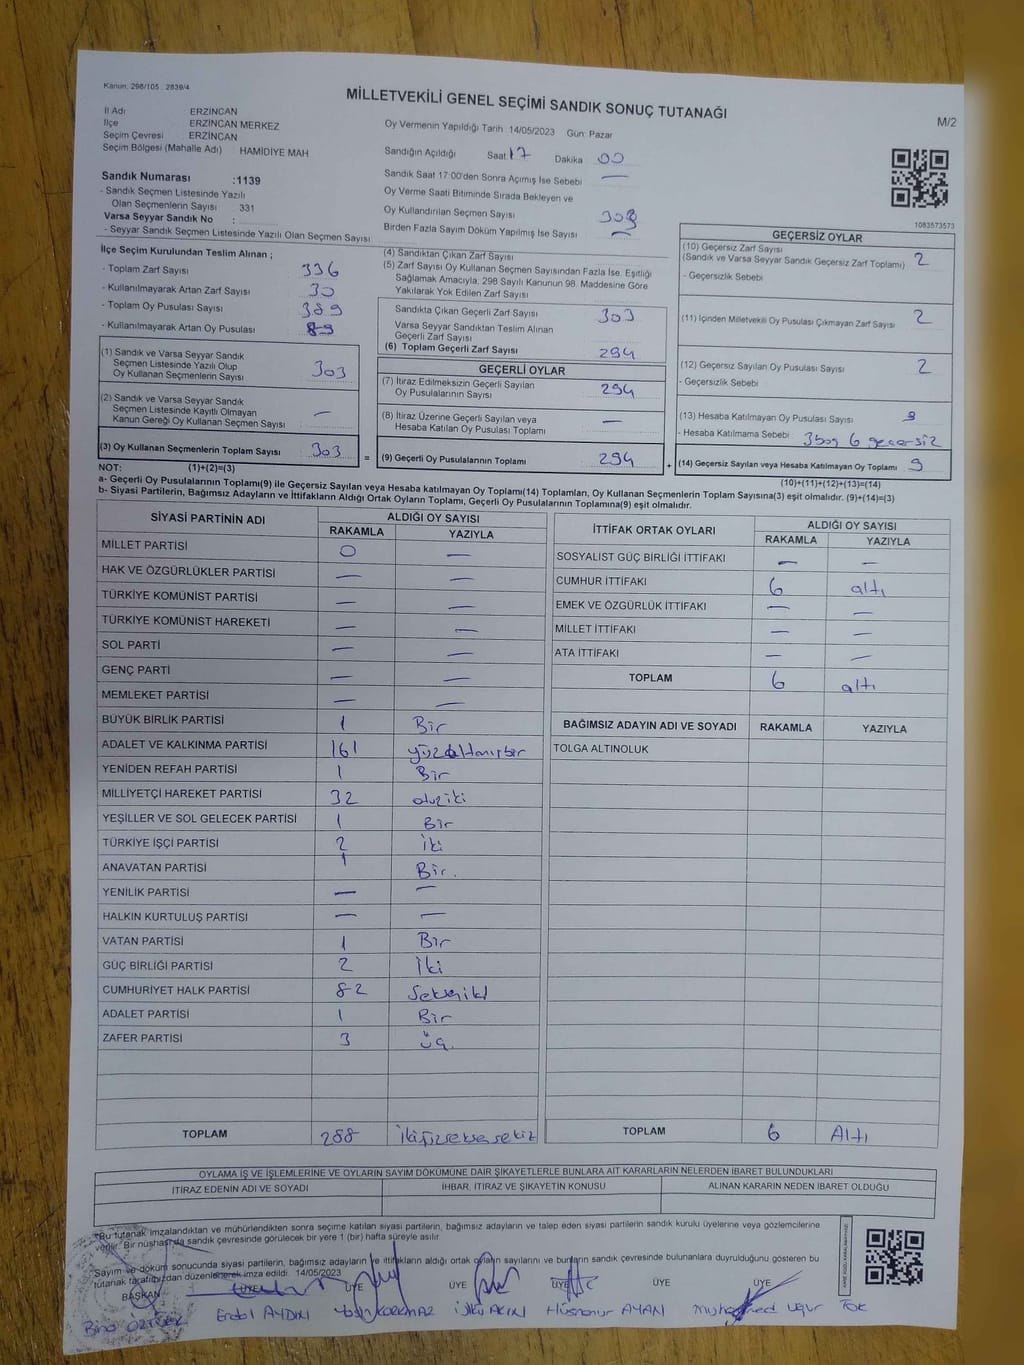 Kanun. 298/105 . 2839/4
MİLLETVEKİLİ GENEL SEÇİMİ SANDIK SONUÇ TUTANAĞI
M/2
İl Adı ERZİNCAN
İlçe ERZİNCAN MERKEZ
Seçim Çevresi ERZİNCAN
Seçim Bölgesi (Mahalle Adı) HAMİDİYE MAH
Sandık Numarası :1139
- Sandık Seçmen Listesinde Yazılı
Olan Seçmenlerin Sayısı : 331
Varsa Seyyar Sandık No :
- Seyyar Sandık Seçmen Listesinde Yazılı Olan Seçmen Sayısı
Oy Vermenin Yapıldığı Tarih 14/05/2023 Gün: Pazar
Sandığın Açıldığı Saat 17 Dakika 00
Sandık Saat 17:00'den Sonra Açımış İse Sebebi —
Oy Verme Saati Bitiminde Sırada Bekleyen ve
Oy Kullandırılan Seçmen Sayısı 303
Birden Fazla Sayım Döküm Yapılmış İse Sayısı —
1083573573
İlçe Seçim Kurulundan Teslim Alınan ;
- Toplam Zarf Sayısı 336
- Kullanılmayarak Artan Zarf Sayısı 30
- Toplam Oy Pusulası Sayısı 389
- Kullanılmayarak Artan Oy Pusulası 89
(1) Sandık ve Varsa Seyyar Sandık
Seçmen Listesinde Yazılı Olup
Oy Kullanan Seçmenlerin Sayısı 303
(2) Sandık ve Varsa Seyyar Sandık
Seçmen Listesinde Kayıtlı Olmayan
Kanun Gereği Oy Kullanan Seçmen Sayısı —
(3) Oy Kullanan Seçmenlerin Toplam Sayısı 303
(4) Sandıktan Çıkan Zarf Sayısı
(5) Zarf Sayısı Oy Kullanan Seçmen Sayısından Fazla İse, Eşitliği
Sağlamak Amacıyla, 298 Sayılı Kanunun 98. Maddesine Göre
Yakılarak Yok Edilen Zarf Sayısı
Sandıkta Çıkan Geçerli Zarf Sayısı 303
Varsa Seyyar Sandıktan Teslim Alınan
Geçerli Zarf Sayısı
(6) Toplam Geçerli Zarf Sayısı 294
GEÇERLİ OYLAR
(7) İtiraz Edilmeksizin Geçerli Sayılan
Oy Pusulalarının Sayısı 294
(8) İtiraz Üzerine Geçerli Sayılan veya
Hesaba Katılan Oy Pusulası Toplamı —
= (9) Geçerli Oy Pusulalarının Toplamı 294
GEÇERSİZ OYLAR
(10) Geçersiz Zarf Sayısı
(Sandık ve Varsa Seyyar Sandık Geçersiz Zarf Toplamı) 2
- Geçersizlik Sebebi
(11) İçinden Milletvekili Oy Pusulası Çıkmayan Zarf Sayısı 2
(12) Geçersiz Sayılan Oy Pusulası Sayısı 2
- Geçersizlik Sebebi
(13) Hesaba Katılmayan Oy Pusulası Sayısı
- Hesaba Katılmama Sebebi 3 boş 6 geçersiz
+ (14) Geçersiz Sayılan veya Hesaba Katılmayan Oy Toplamı 9
NOT: (1)+(2)=(3)
(10)+(11)+(12)+(13)=(14)
a- Geçerli Oy Pusulalarının Toplamı(9) ile Geçersiz Sayılan veya Hesaba katılmayan Oy Toplamı(14) Toplamları, Oy Kullanan Seçmenlerin Toplam Sayısına(3) eşit olmalıdır. (9)+(14)=(3)
b- Siyasi Partilerin, Bağımsız Adayların ve İttifakların Aldığı Ortak Oyların Toplamı, Geçerli Oy Pusulalarının Toplamına(9) eşit olmalıdır.
SİYASİ PARTİNİN ADI ALDIĞI OY SAYISI
RAKAMLA YAZIYLA
MİLLET PARTİSİ 0 —
HAK VE ÖZGÜRLÜKLER PARTİSİ — —
TÜRKİYE KOMÜNİST PARTİSİ — —
TÜRKİYE KOMÜNİST HAREKETİ — —
SOL PARTİ — —
GENÇ PARTİ — —
MEMLEKET PARTİSİ — —
BÜYÜK BİRLİK PARTİSİ 1 Bir
ADALET VE KALKINMA PARTİSİ 161 yüzaltmışbir
YENİDEN REFAH PARTİSİ 1 Bir
MİLLİYETÇİ HAREKET PARTİSİ 32 otuziki
YEŞİLLER VE SOL GELECEK PARTİSİ 1 Bir
TÜRKİYE İŞÇİ PARTİSİ 2 iki
ANAVATAN PARTİSİ 1 Bir.
YENİLİK PARTİSİ — —
HALKIN KURTULUŞ PARTİSİ — —
VATAN PARTİSİ 1 Bir
GÜÇ BİRLİĞİ PARTİSİ 2 İki
CUMHURİYET HALK PARTİSİ 82 Sekseniki
ADALET PARTİSİ 1 Bir
ZAFER PARTİSİ 3 üç.
TOPLAM 288 ikiyüzseksensekiz
İTTİFAK ORTAK OYLARI ALDIĞI OY SAYISI
RAKAMLA YAZIYLA
SOSYALİST GÜÇ BİRLİĞİ İTTİFAKI — —
CUMHUR İTTİFAKI 6 altı
EMEK VE ÖZGÜRLÜK İTTİFAKI — —
MİLLET İTTİFAKI — —
ATA İTTİFAKI — —
TOPLAM 6 altı
BAĞIMSIZ ADAYIN ADI VE SOYADI RAKAMLA YAZIYLA
TOLGA ALTINOLUK
TOPLAM 6 Altı
OYLAMA İŞ VE İŞLEMLERİNE VE OYLARIN SAYIM DÖKÜMÜNE DAİR ŞİKAYETLERLE BUNLARA AİT KARARLARIN NELERDEN İBARET BULUNDUKLARI
İTİRAZ EDENİN ADI VE SOYADI İHBAR, İTİRAZ VE ŞİKAYETİN KONUSU ALINAN KARARIN NEDEN İBARET OLDUĞU
*Bu tutanak imzalandıktan ve mühürlendikten sonra seçime katılan siyasi partilerin, bağımsız adayların ve talep eden siyasi partilerin sandık kurulu üyelerine veya gözlemcilerine
verilir. Bir nüshası da sandık çevresinde görülecek bir yere 1 (bir) hafta süreyle asılır
Sayım ve döküm sonucunda siyasi partilerin, bağımsız adayların ve ittifakların aldığı ortak oyların sayılarını ve bunların sandık çevresinde bulunanlara duyrulduğunu gösteren bu
tutanak tarafımızdan düzenlenerek imza edildi. 14/05/2023
BAŞKAN ÜYE ÜYE ÜYE ÜYE ÜYE
Erdal AYDIN KORKMAZ Ülkü AKIN Hüsnanur AYAN Muhammed Uğur TOK